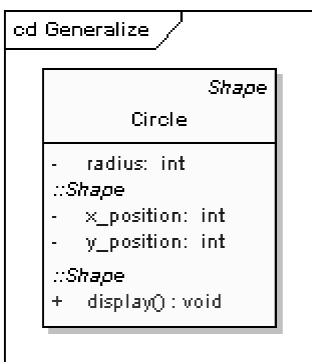 cd Generalize
Shape
Circle
- radius: int
::Shape
- x_position: int
- y_position: int
::Shape
+ display() : void